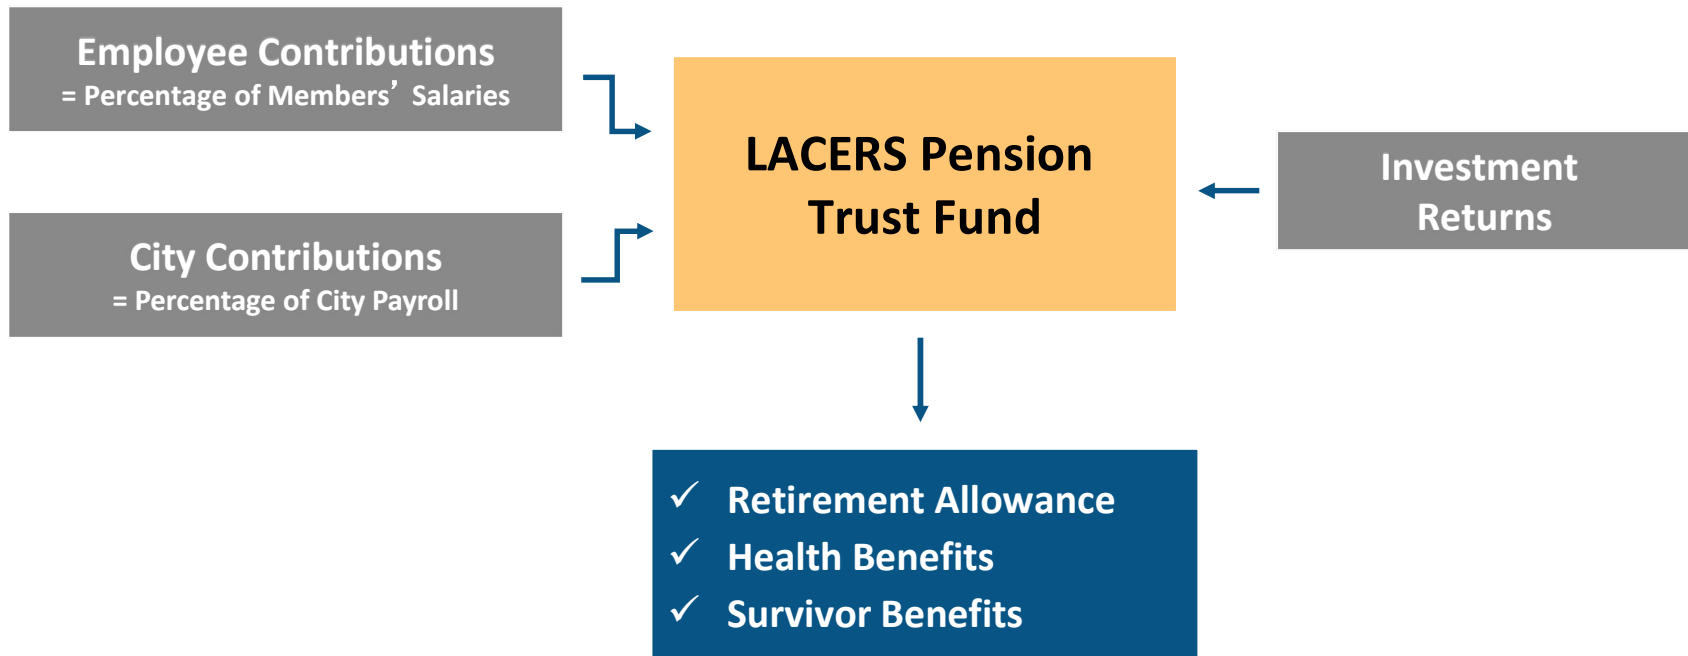 Employee Contributions
= Percentage of Members’ Salaries
City Contributions
= Percentage of City Payroll
LACERS Pension
Trust Fund
Investment
Returns
✓ Retirement Allowance
✓ Health Benefits
✓ Survivor Benefits